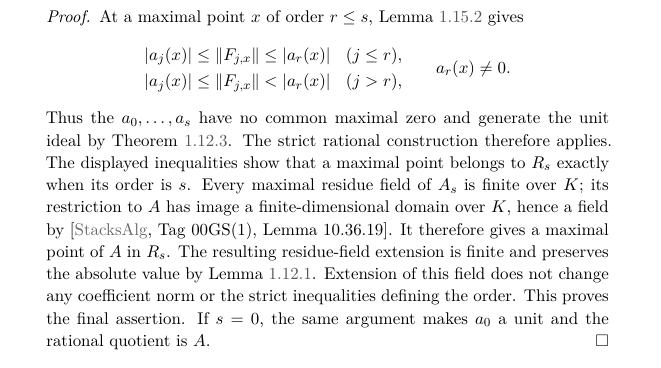 Proof. At a maximal point x of order r ≤ s, Lemma 1.15.2 gives
|a_j(x)| ≤ ‖F_{j,x}‖ ≤ |a_r(x)| (j ≤ r),
a_r(x) ≠ 0.
|a_j(x)| ≤ ‖F_{j,x}‖ < |a_r(x)| (j > r),
Thus the a_0, . . . , a_s have no common maximal zero and generate the unit
ideal by Theorem 1.12.3. The strict rational construction therefore applies.
The displayed inequalities show that a maximal point belongs to R_s exactly
when its order is s. Every maximal residue field of A_s is finite over K; its
restriction to A has image a finite-dimensional domain over K, hence a field
by [StacksAlg, Tag 00GS(1), Lemma 10.36.19]. It therefore gives a maximal
point of A in R_s. The resulting residue-field extension is finite and preserves
the absolute value by Lemma 1.12.1. Extension of this field does not change
any coefficient norm or the strict inequalities defining the order. This proves
the final assertion. If s = 0, the same argument makes a_0 a unit and the
rational quotient is A. □